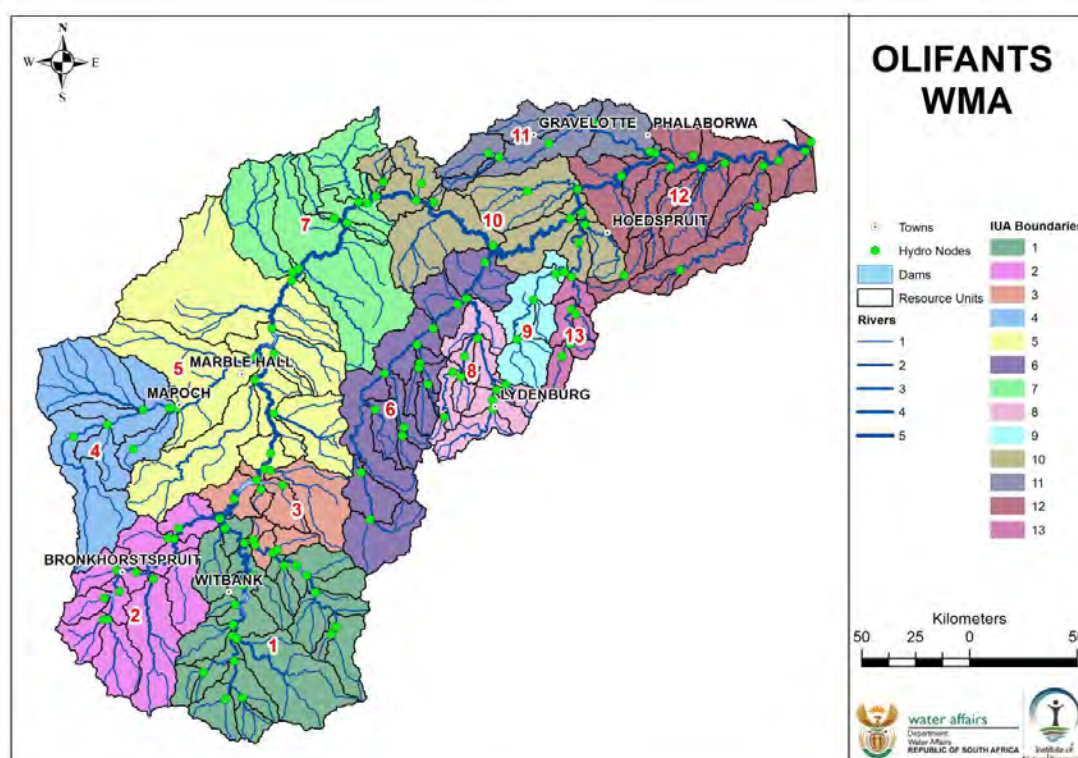 N
W E
S
OLIFANTS
WMA
GRAVELOTTE
PHALABORWA
11
12
7
10
HOEDSPRUIT
9
13
5
MARBLE HALL
MAPOCH
8
LYDENBURG
6
4
3
BRONKHORSTSPRUIT
WITBANK
2
1
Towns
Hydro Nodes
Dams
Resource Units
Rivers
1
2
3
4
5
IUA Boundaries
1
2
3
4
5
6
7
8
9
10
11
12
13
Kilometers
50 25 0 50
water affairs
Department:
Water Affairs
REPUBLIC OF SOUTH AFRICA
Institute of